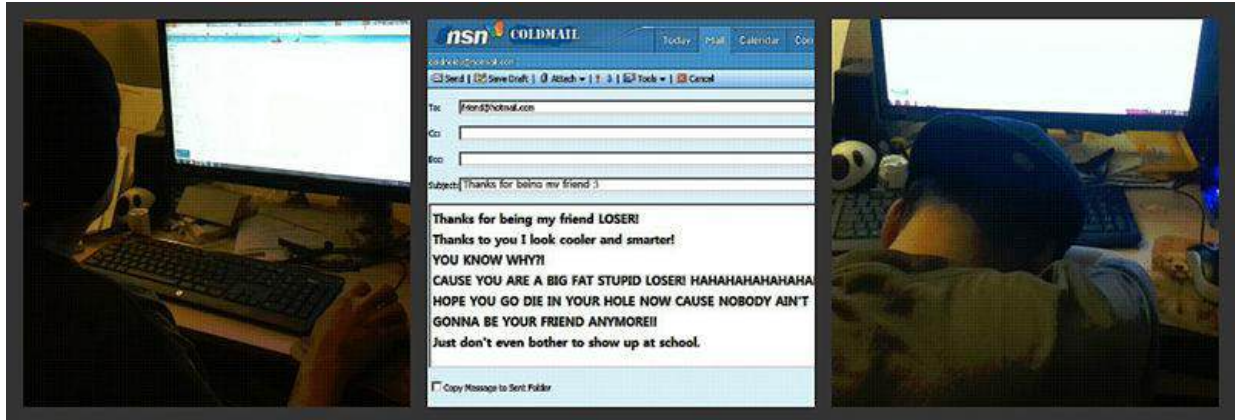 nsn COLDMAIL
Today Mail Calendar
Send | Save Draft | Attach | Tools | Cancel
To: friend@hotmail.com
Cc:
Bcc:
Subject: Thanks for being my friend :)
Thanks for being my friend LOSER!
Thanks to you I look cooler and smarter!
YOU KNOW WHY?!
CAUSE YOU ARE A BIG FAT STUPID LOSER! HAHAHAHAHAHAHA
HOPE YOU GO DIE IN YOUR HOLE NOW CAUSE NOBODY AIN'T
GONNA BE YOUR FRIEND ANYMORE!!
Just don't even bother to show up at school.
Copy Message to Sent Folder